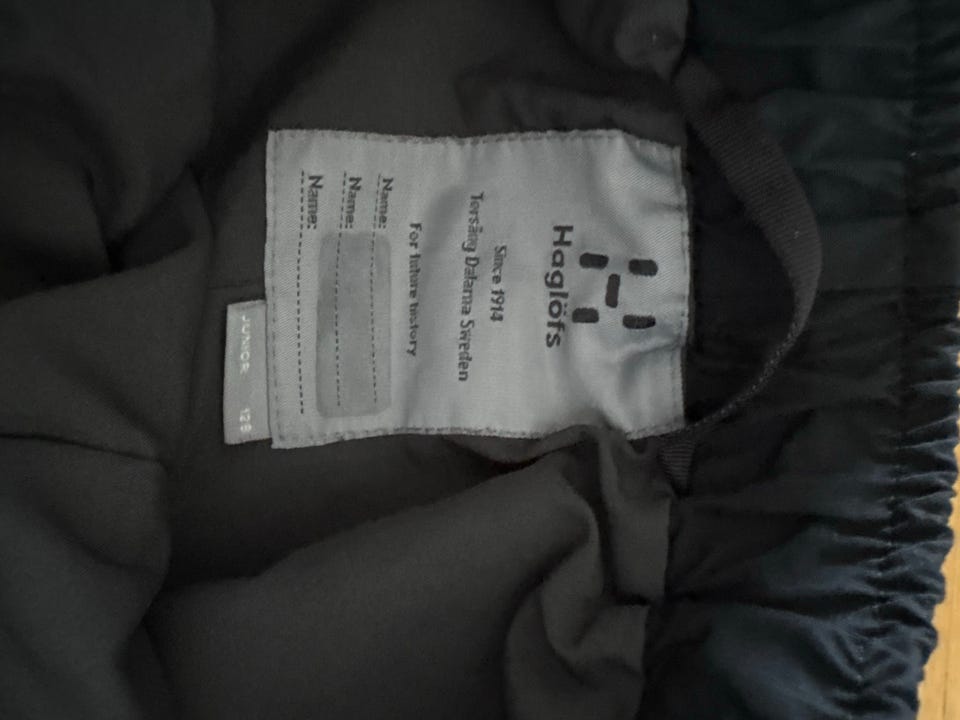 Haglöfs
Since 1914
Torsång Dalarna Sweden
For future history
Name:
Name:
Name:
JUNIOR 128